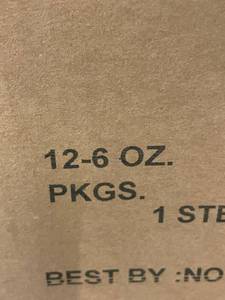 12-6 OZ.
PKGS.
1 STE
BEST BY :NO